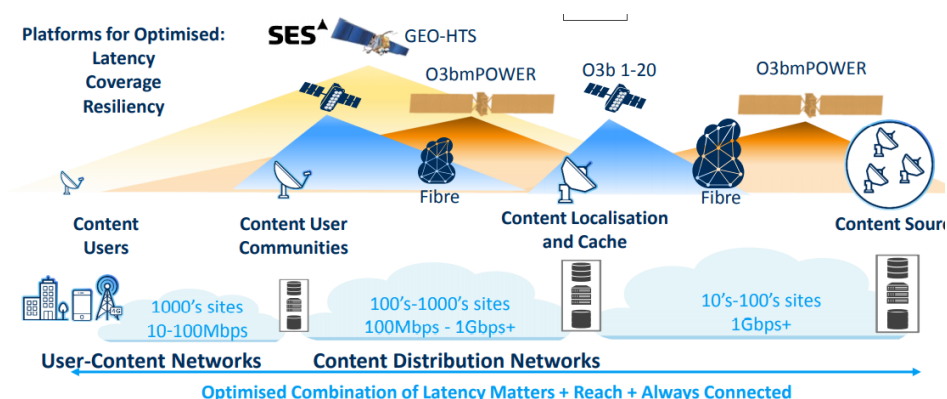 Platforms for Optimised:
Latency
Coverage
Resiliency
SES
GEO-HTS
O3bmPOWER
O3b 1-20
O3bmPOWER
Fibre
Fibre
Content
Users
Content User
Communities
Content Localisation
and Cache
Content Sourc
4G
1000's sites
10-100Mbps
100's-1000's sites
100Mbps - 1Gbps+
10's-100's sites
1Gbps+
User-Content Networks
Content Distribution Networks
Optimised Combination of Latency Matters + Reach + Always Connected